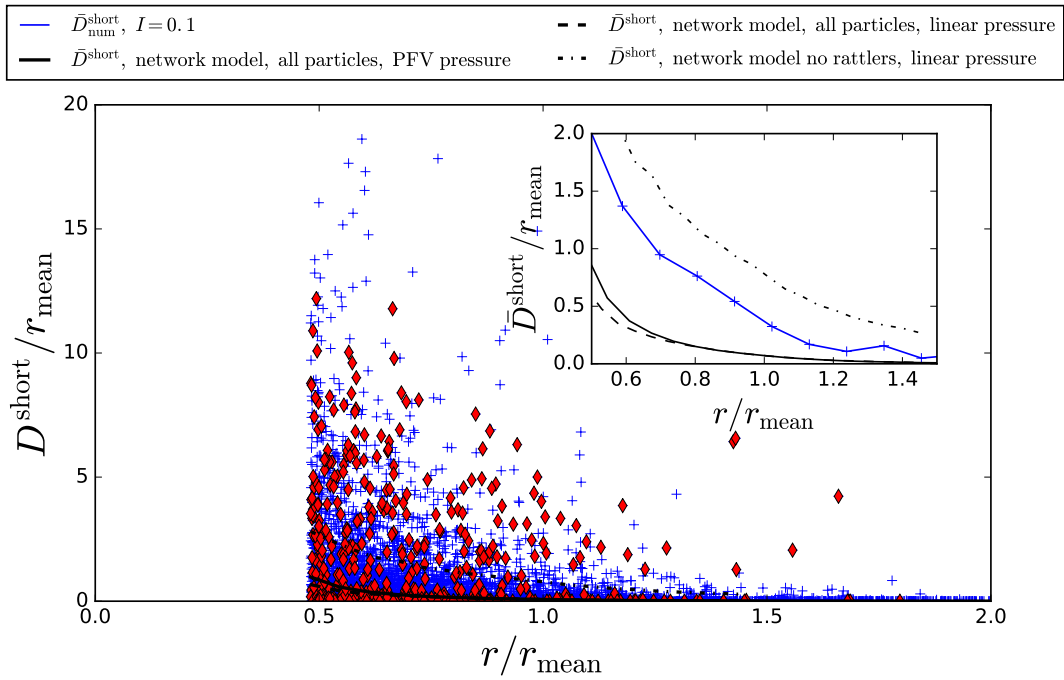 D̄^short_num, I = 0.1
D̄^short, network model, all particles, PFV pressure
D̄^short, network model, all particles, linear pressure
D̄^short, network model no rattlers, linear pressure
20
15
10
5
0
D^short/r_mean
0.0 0.5 1.0 1.5 2.0
r/r_mean
2.0
1.5
1.0
0.5
0.0
D̄^short/r_mean
0.6 0.8 1.0 1.2 1.4
r/r_mean